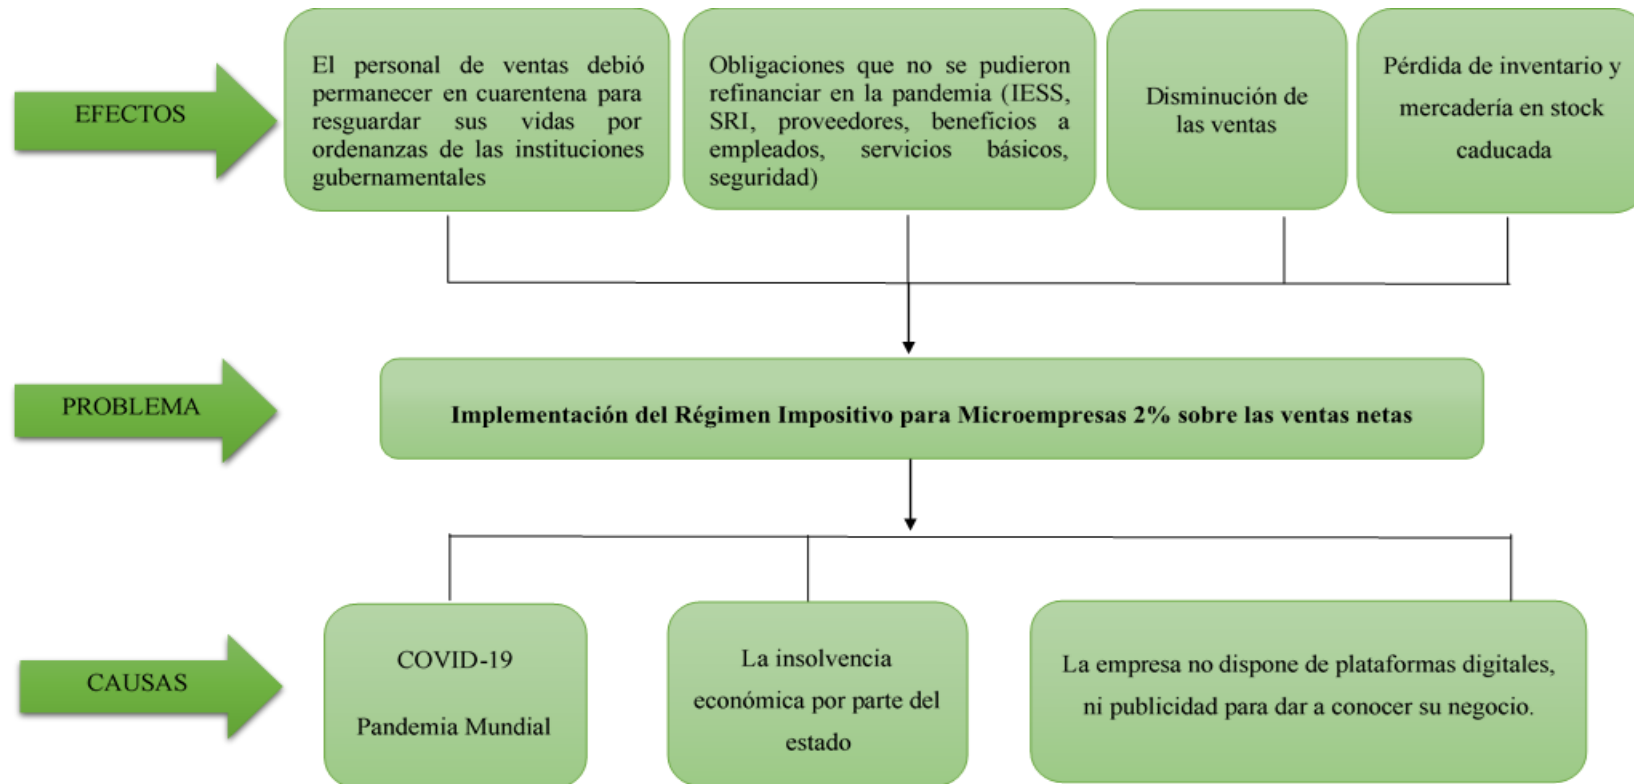 EFECTOS
El personal de ventas debió
permanecer en cuarentena para
resguardar sus vidas por
ordenanzas de las instituciones
gubernamentales
Obligaciones que no se pudieron
refinanciar en la pandemia (IESS,
SRI, proveedores, beneficios a
empleados, servicios básicos,
seguridad)
Disminución de
las ventas
Pérdida de inventario y
mercadería en stock
caducada
PROBLEMA
Implementación del Régimen Impositivo para Microempresas 2% sobre las ventas netas
CAUSAS
COVID-19
Pandemia Mundial
La insolvencia
económica por parte del
estado
La empresa no dispone de plataformas digitales,
ni publicidad para dar a conocer su negocio.